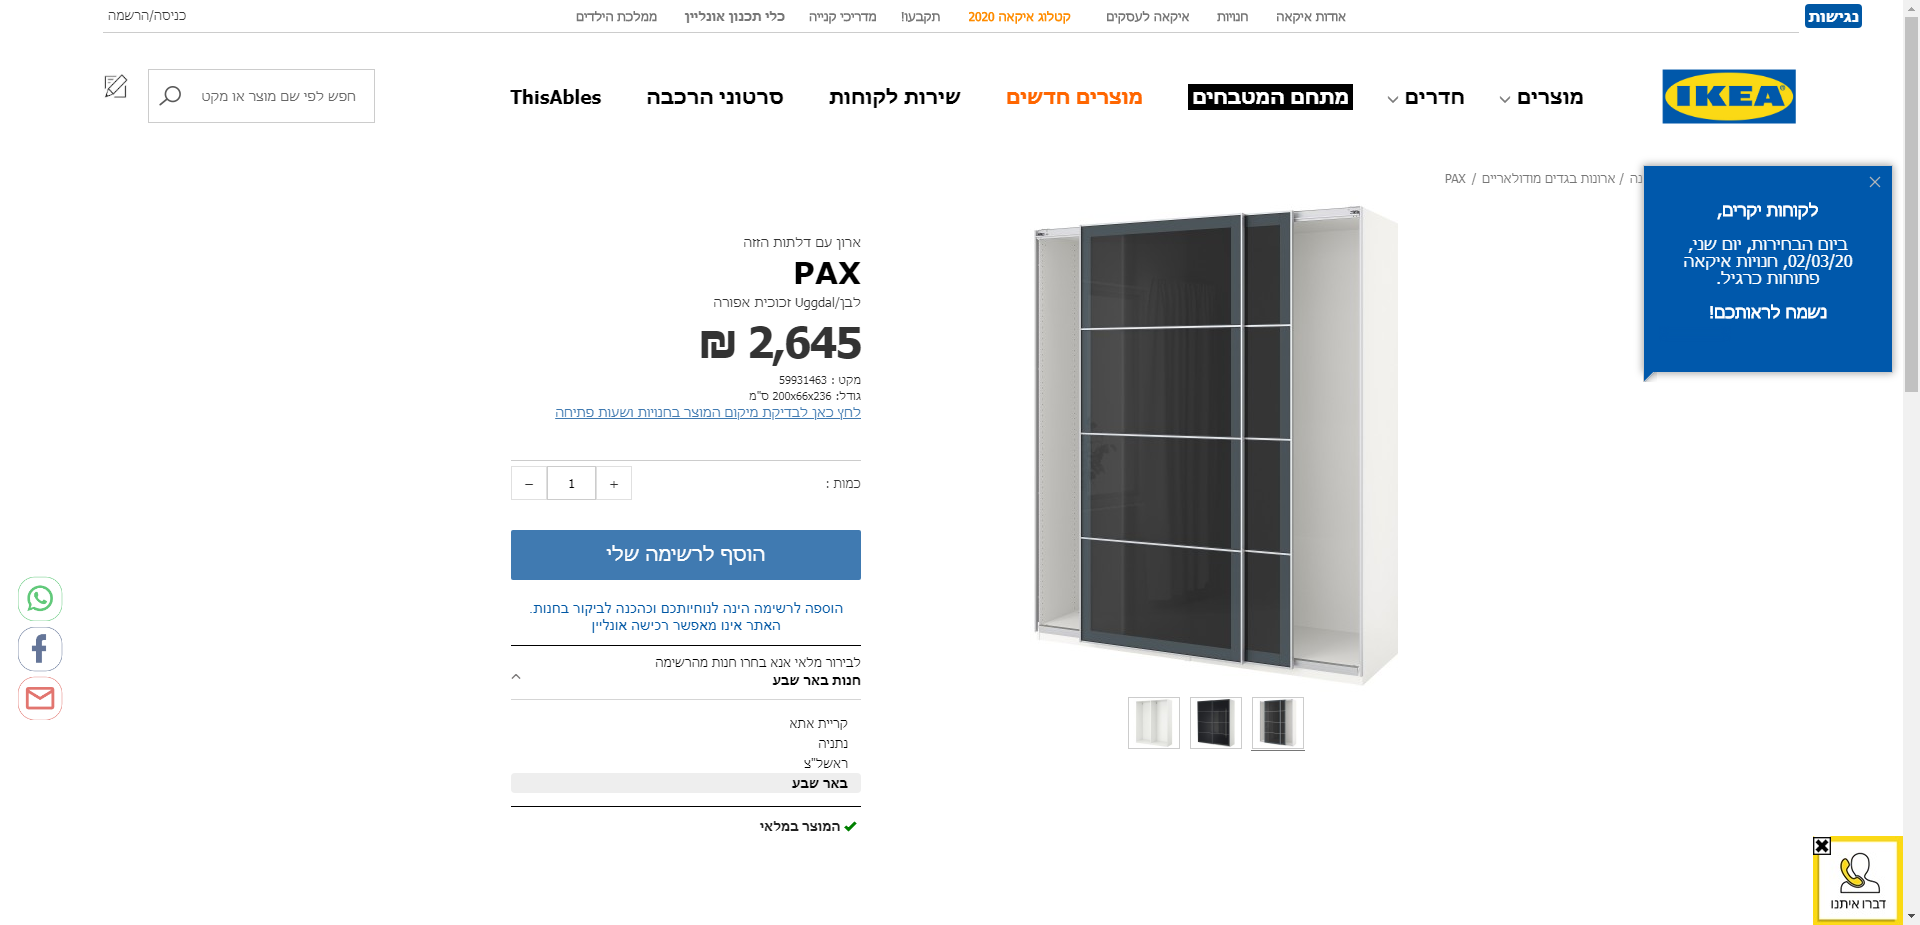 נגישות
אודות איקאה
חנויות
איקאה לעסקים
קטלוג איקאה 2020
תקבעו!
מדריכי קנייה
כלי תכנון אונליין
ממלכת הילדים
כניסה/הרשמה
IKEA
מוצרים
חדרים
מתחם המטבחים
מוצרים חדשים
שירות לקוחות
סרטוני הרכבה
ThisAbles
חפש לפי שם מוצר או מקט
נה / ארונות בגדים מודולאריים / PAX
לקוחות יקרים,
ביום הבחירות, יום שני,
02/03/20, חנויות איקאה
פתוחות כרגיל.
נשמח לראותכם!
ארון עם דלתות הזזה
PAX
לבן/Uggdal זכוכית אפורה
2,645 ₪
מקט : 59931463
גודל: 200x66x236 ס"מ
לחץ כאן לבדיקת מיקום המוצר בחנויות ושעות פתיחה
כמות :
+
1
−
הוסף לרשימה שלי
הוספה לרשימה הינה לנוחיותכם וכהכנה לביקור בחנות.
האתר אינו מאפשר רכישה אונליין
לבירור מלאי אנא בחרו חנות מהרשימה
חנות באר שבע
קריית אתא
נתניה
ראשל"צ
באר שבע
המוצר במלאי
דברו איתנו